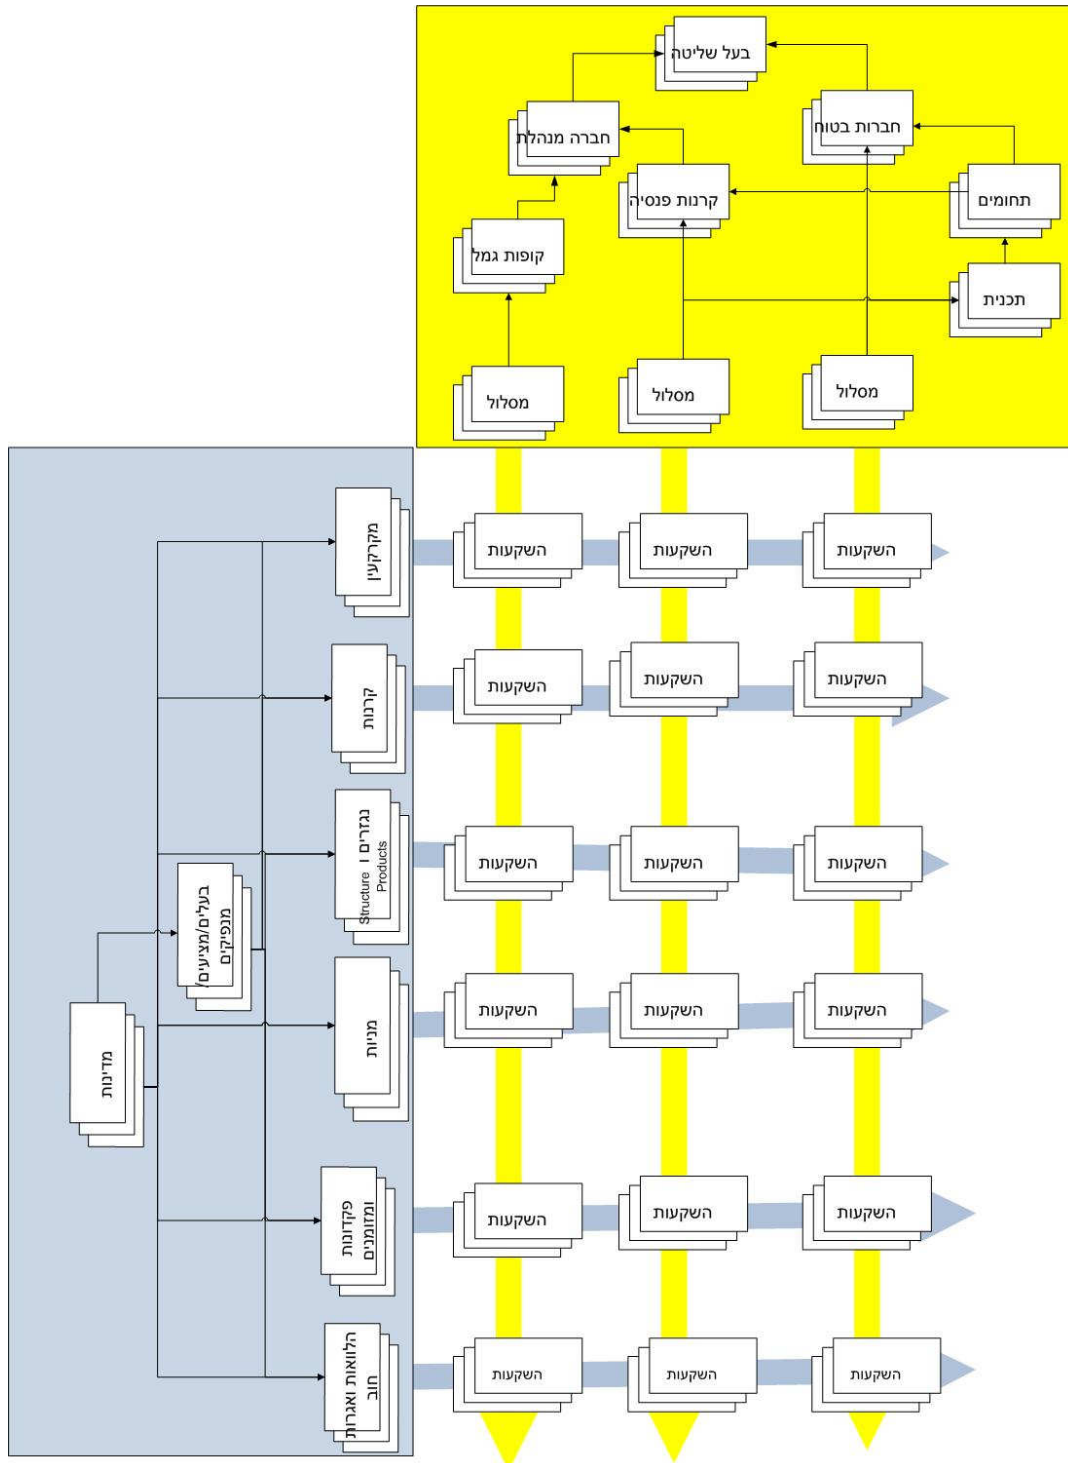 בעל שליטה
חברות בטוח
חברה מנהלת
תחומים
קרנות פנסיה
קופות גמל
תכנית
מסלול
מסלול
מסלול
מקרקעין
השקעות
השקעות
השקעות
קרנות
השקעות
השקעות
השקעות
נגזרים ו
Structure
Products
השקעות
השקעות
השקעות
בעלים/מציעים/
מנפיקים
מדינות
מניות
השקעות
השקעות
השקעות
פקדונות
ומזומנים
השקעות
השקעות
השקעות
הלוואות ואגרות
חוב
השקעות
השקעות
השקעות